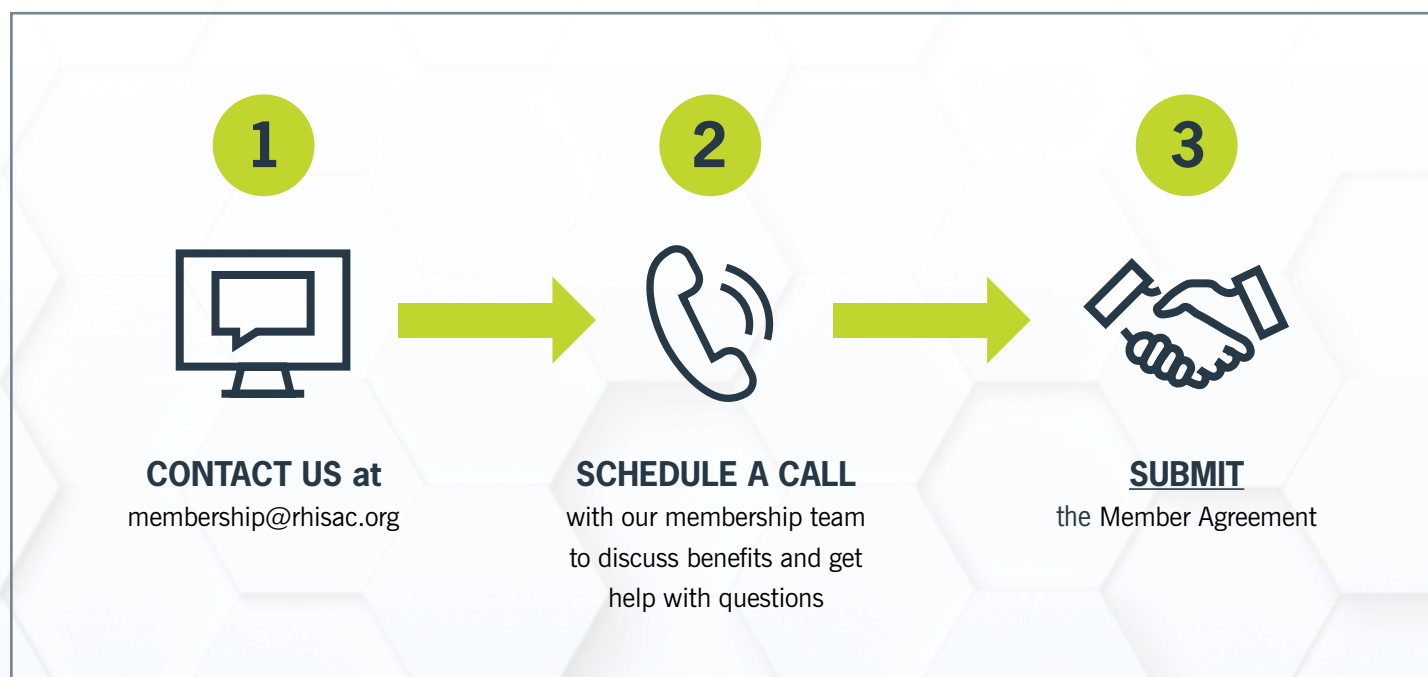 1
2
3
CONTACT US at
membership@rhisac.org
SCHEDULE A CALL
with our membership team
to discuss benefits and get
help with questions
SUBMIT
the Member Agreement